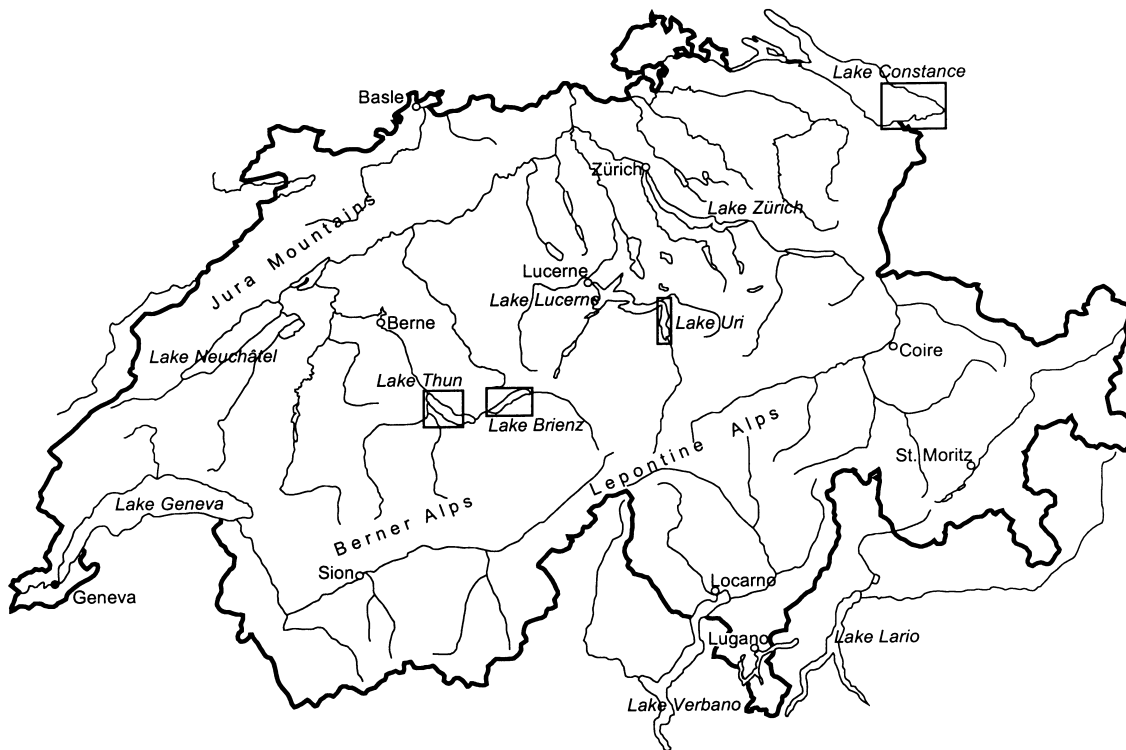 Lake Constance
Basle
Zürich
Lake Zürich
Jura Mountains
Lucerne
Lake Lucerne
Lake Uri
Berne
Coire
Lake Neuchâtel
Lake Thun
Lake Brienz
Lepontine Alps
St. Moritz
Lake Geneva
Berner Alps
Sion
Geneva
Locarno
Lugano
Lake Lario
Lake Verbano